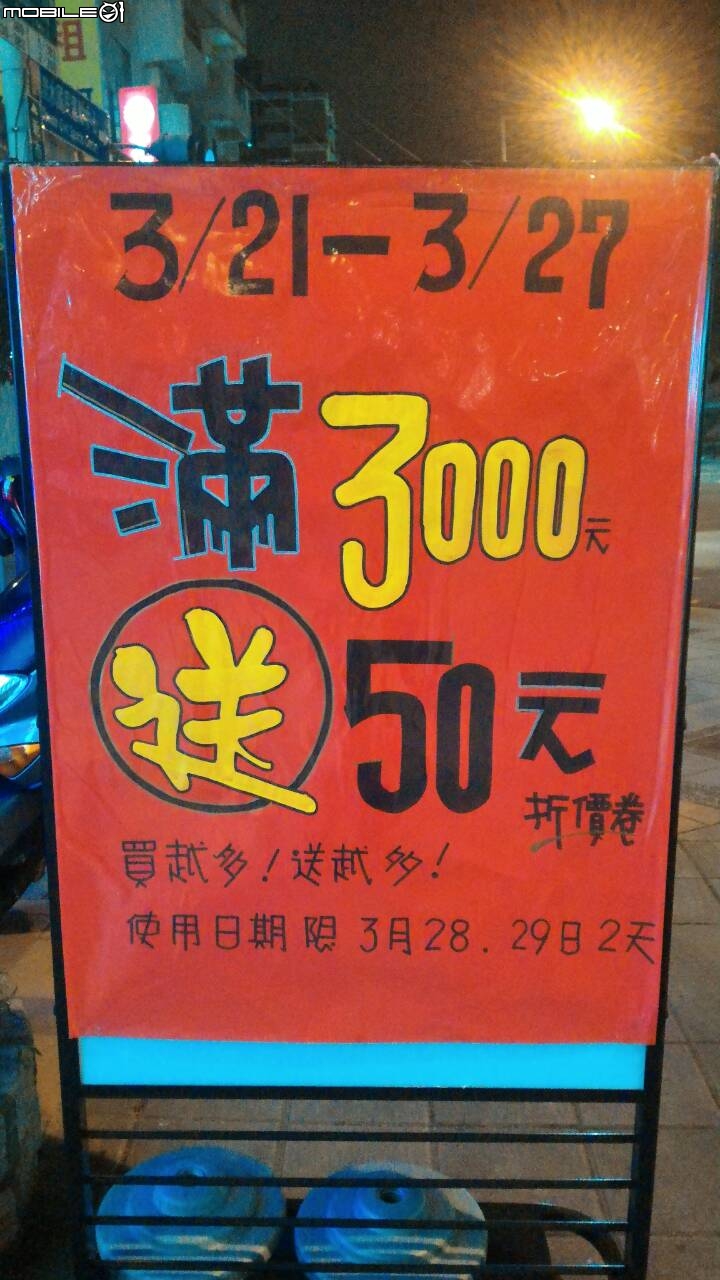 MOBILE01
租
3/21-3/27
滿3000元
送50元
折價卷
買越多!送越多!
使用日期限3月28.29日2天